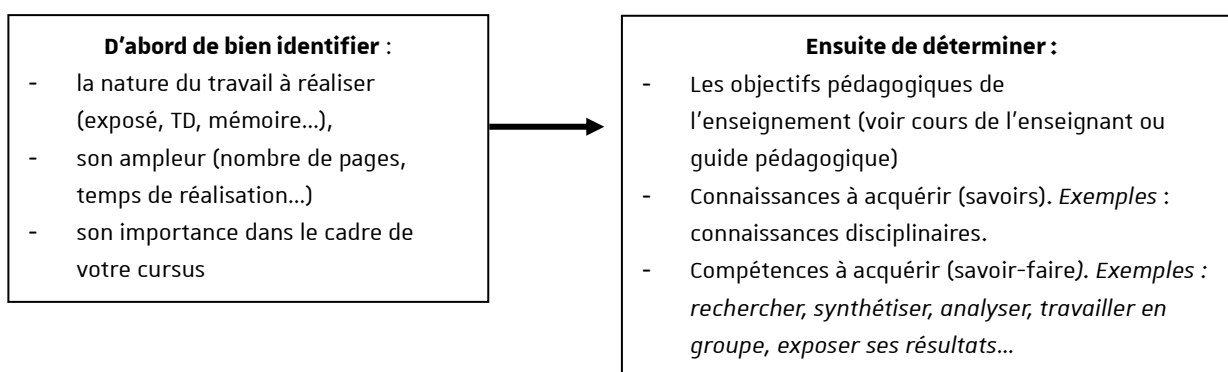 D'abord de bien identifier :
- la nature du travail à réaliser
(exposé, TD, mémoire...),
- son ampleur (nombre de pages,
temps de réalisation...)
- son importance dans le cadre de
votre cursus
Ensuite de déterminer :
- Les objectifs pédagogiques de
l'enseignement (voir cours de l'enseignant ou
guide pédagogique)
- Connaissances à acquérir (savoirs). Exemples :
connaissances disciplinaires.
- Compétences à acquérir (savoir-faire). Exemples :
rechercher, synthétiser, analyser, travailler en
groupe, exposer ses résultats...